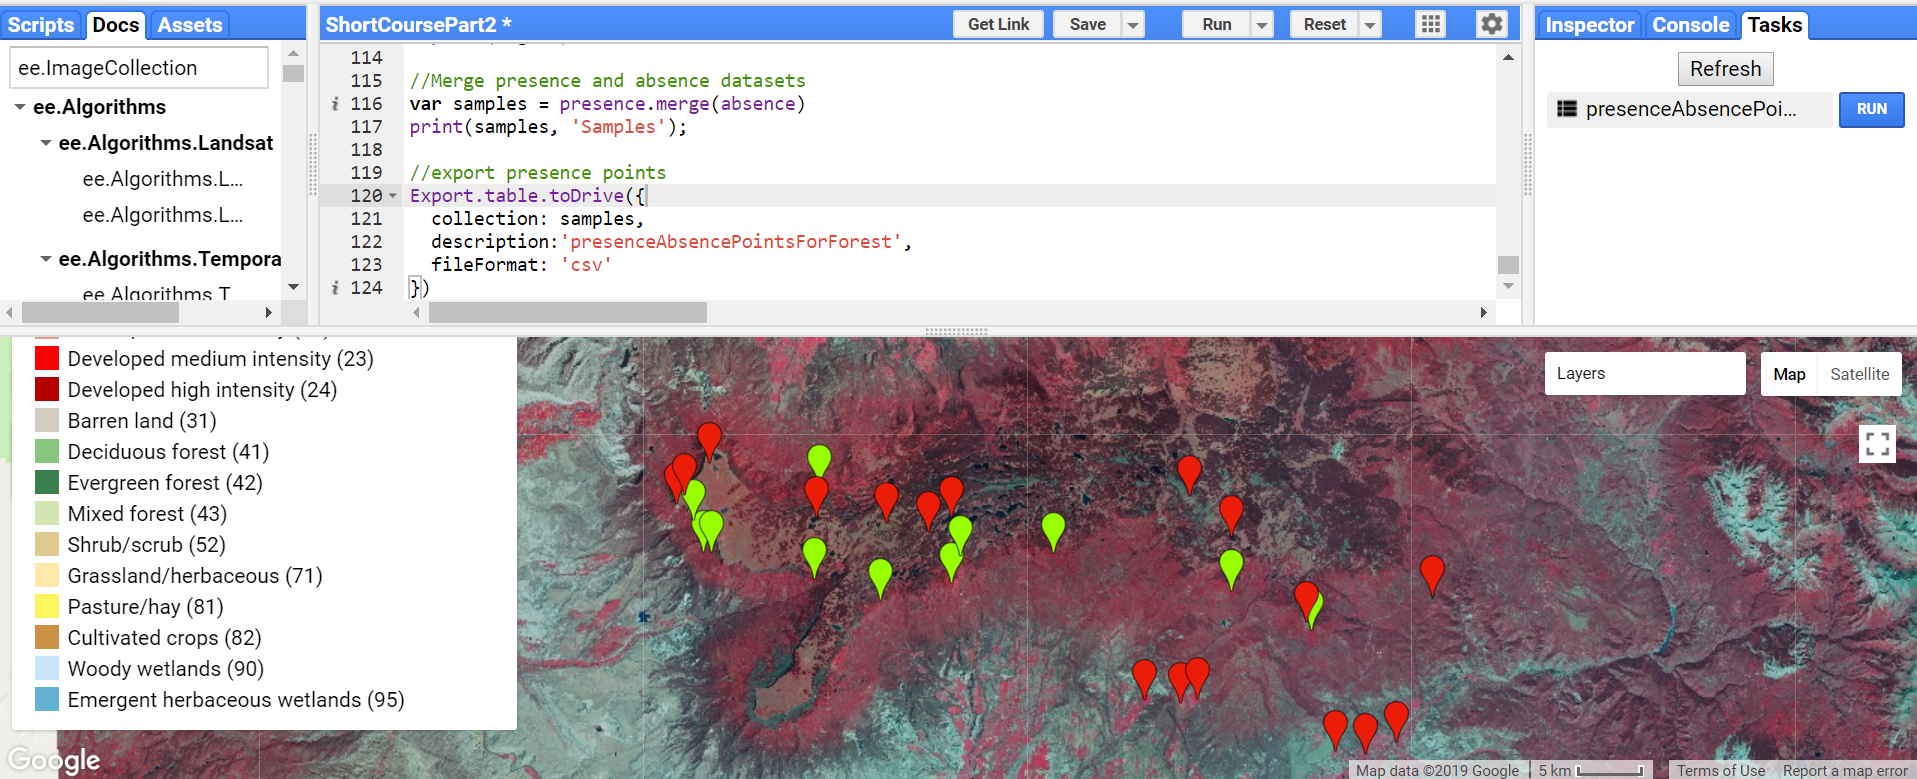 Scripts Docs Assets
ee.ImageCollection
ee.Algorithms
ee.Algorithms.Landsat
ee.Algorithms.L...
ee.Algorithms.L...
ee.Algorithms.Tempora
ee.Algorithms.T
ShortCoursePart2 *
Get Link Save Run Reset
114
115 //Merge presence and absence datasets
i 116 var samples = presence.merge(absence)
117 print(samples, 'Samples');
118
119 //export presence points
120 Export.table.toDrive({
121 collection: samples,
122 description:'presenceAbsencePointsForForest',
123 fileFormat: 'csv'
i 124 })
Inspector Console Tasks
Refresh
presenceAbsencePoi... RUN
Developed medium intensity (23)
Developed high intensity (24)
Barren land (31)
Deciduous forest (41)
Evergreen forest (42)
Mixed forest (43)
Shrub/scrub (52)
Grassland/herbaceous (71)
Pasture/hay (81)
Cultivated crops (82)
Woody wetlands (90)
Emergent herbaceous wetlands (95)
Layers
Map Satellite
Google
Map data ©2019 Google 5 km Terms of Use Report a map error